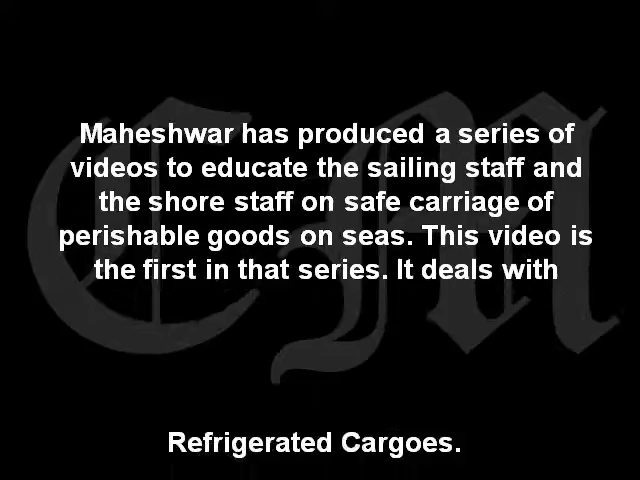 Maheshwar has produced a series of
videos to educate the sailing staff and
the shore staff on safe carriage of
perishable goods on seas. This video is
the first in that series. It deals with
Refrigerated Cargoes.
CM